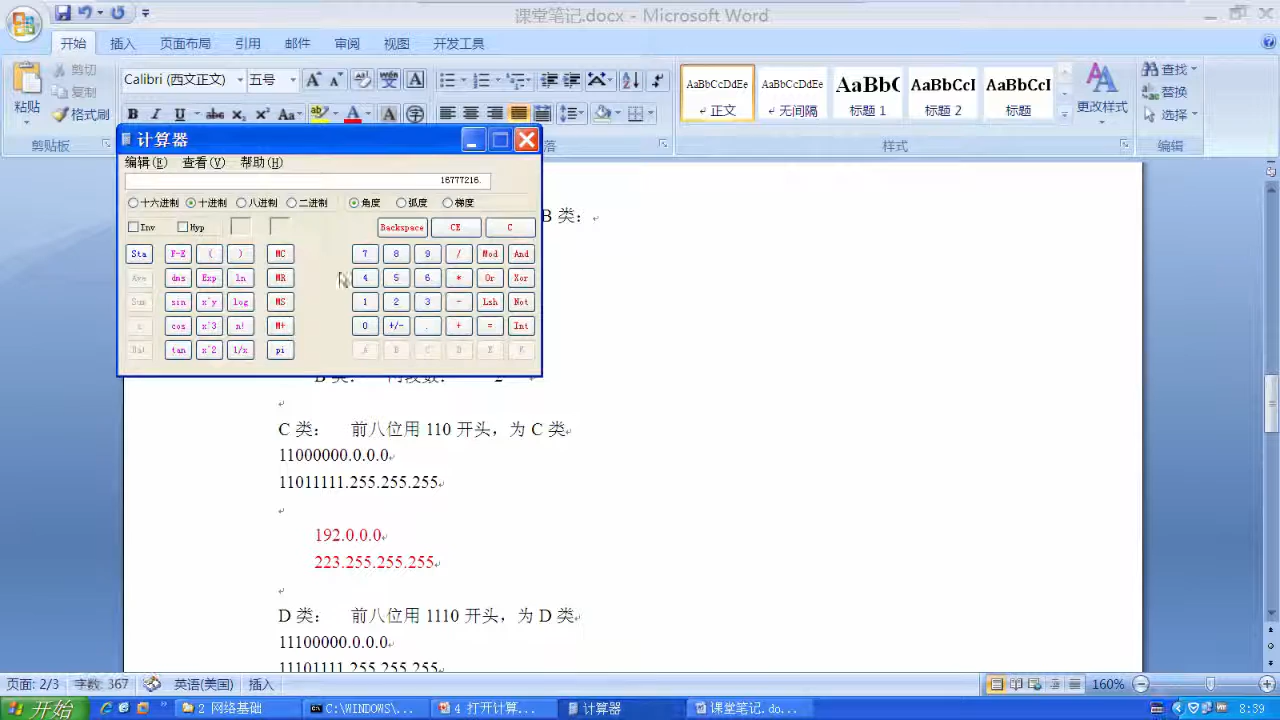 课堂笔记.docx - Microsoft Word
开始 插入 页面布局 引用 邮件 审阅 视图 开发工具
剪切
复制
格式刷
粘贴
Calibri (西文正文) 五号
AaBbCcDdEe AaBbCcDdEe AaBbC AaBbCcI AaBbCcI
正文 无间隔 标题 1 标题 2 标题
更改样式
查找
替换
选择
剪贴板 落 样式 编辑
计算器
编辑(E) 查看(V) 帮助(H)
16777216.
十六进制 十进制 八进制 二进制 角度 弧度 梯度
Inv Hyp Backspace CE C
Sta F-E ( ) MC 7 8 9 / Mod And
Ave dms Exp ln MR 4 5 6 * Or Xor
Sum sin x^y log MS 1 2 3 - Lsh Not
s cos x^3 n! M+ 0 +/- . + = Int
Dat tan x^2 1/x pi A B C D E F
B 类:
B 类: 网段数: 2
C 类: 前八位用 110 开头，为 C 类
11000000.0.0.0
11011111.255.255.255
192.0.0.0
223.255.255.255
D 类: 前八位用 1110 开头，为 D 类
11100000.0.0.0
11101111.255.255.255
页面: 2/3 字数: 367 英语(美国) 插入 160%
开始 2 网络基础 C:\WINDOWS\... 4 打开计算... 计算器 课堂笔记.do... 8:39